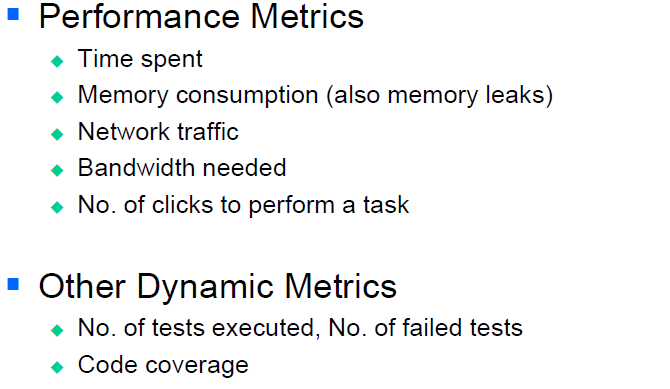 Performance Metrics
Time spent
Memory consumption (also memory leaks)
Network traffic
Bandwidth needed
No. of clicks to perform a task
Other Dynamic Metrics
No. of tests executed, No. of failed tests
Code coverage